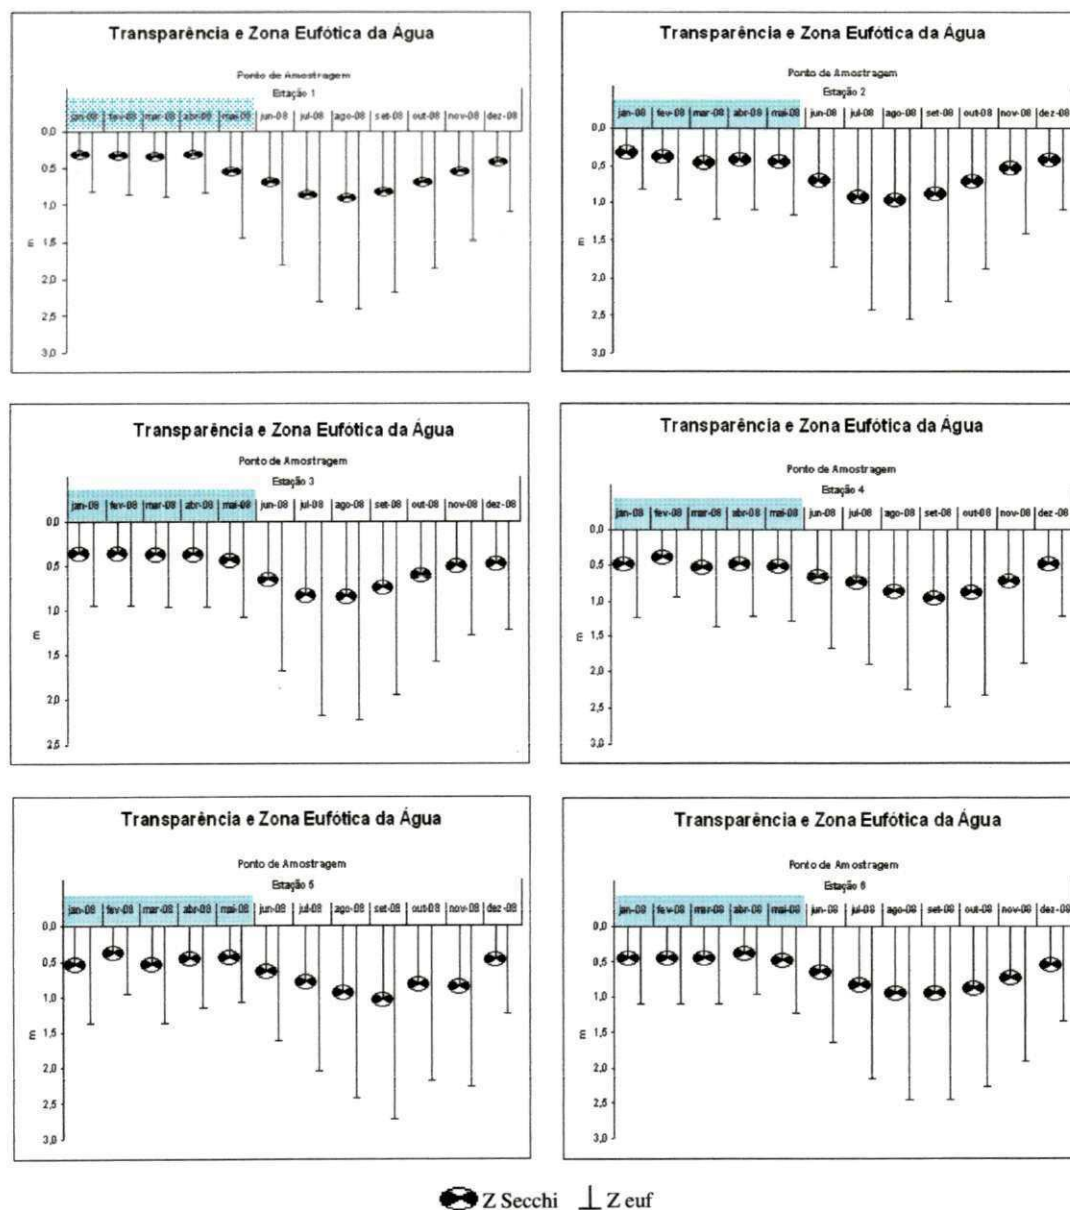 Transparência e Zona Eufótica da Água
Ponto de Amostragem
Estação 1
jan-08 fev-08 mar-08 abr-08 mai-08 jun-08 jul-08 ago-08 set-08 out-08 nov-08 dez-08
0,0
0,5
1,0
1,5
2,0
2,5
3,0
m
Transparência e Zona Eufótica da Água
Ponto de Amostragem
Estação 2
jan-08 fev-08 mar-08 abr-08 mai-08 jun-08 jul-08 ago-08 set-08 out-08 nov-08 dez-08
0,0
0,5
1,0
1,5
2,0
2,5
3,0
m
Transparência e Zona Eufótica da Água
Ponto de Amostragem
Estação 3
jan-08 fev-08 mar-08 abr-08 mai-08 jun-08 jul-08 ago-08 set-08 out-08 nov-08 dez-08
0,0
0,5
1,0
1,5
2,0
2,5
m
Transparência e Zona Eufótica da Água
Ponto de Amostragem
Estação 4
jan-08 fev-08 mar-08 abr-08 mai-08 jun-08 jul-08 ago-08 set-08 out-08 nov-08 dez-08
0,0
0,5
1,0
1,5
2,0
2,5
3,0
m
Transparência e Zona Eufótica da Água
Ponto de Amostragem
Estação 5
jan-08 fev-08 mar-08 abr-08 mai-08 jun-08 jul-08 ago-08 set-08 out-08 nov-08 dez-08
0,0
0,5
1,0
1,5
2,0
2,5
3,0
m
Transparência e Zona Eufótica da Água
Ponto de Amostragem
Estação 6
jan-08 fev-08 mar-08 abr-08 mai-08 jun-08 jul-08 ago-08 set-08 out-08 nov-08 dez-08
0,0
0,5
1,0
1,5
2,0
2,5
3,0
m
Z Secchi Z euf